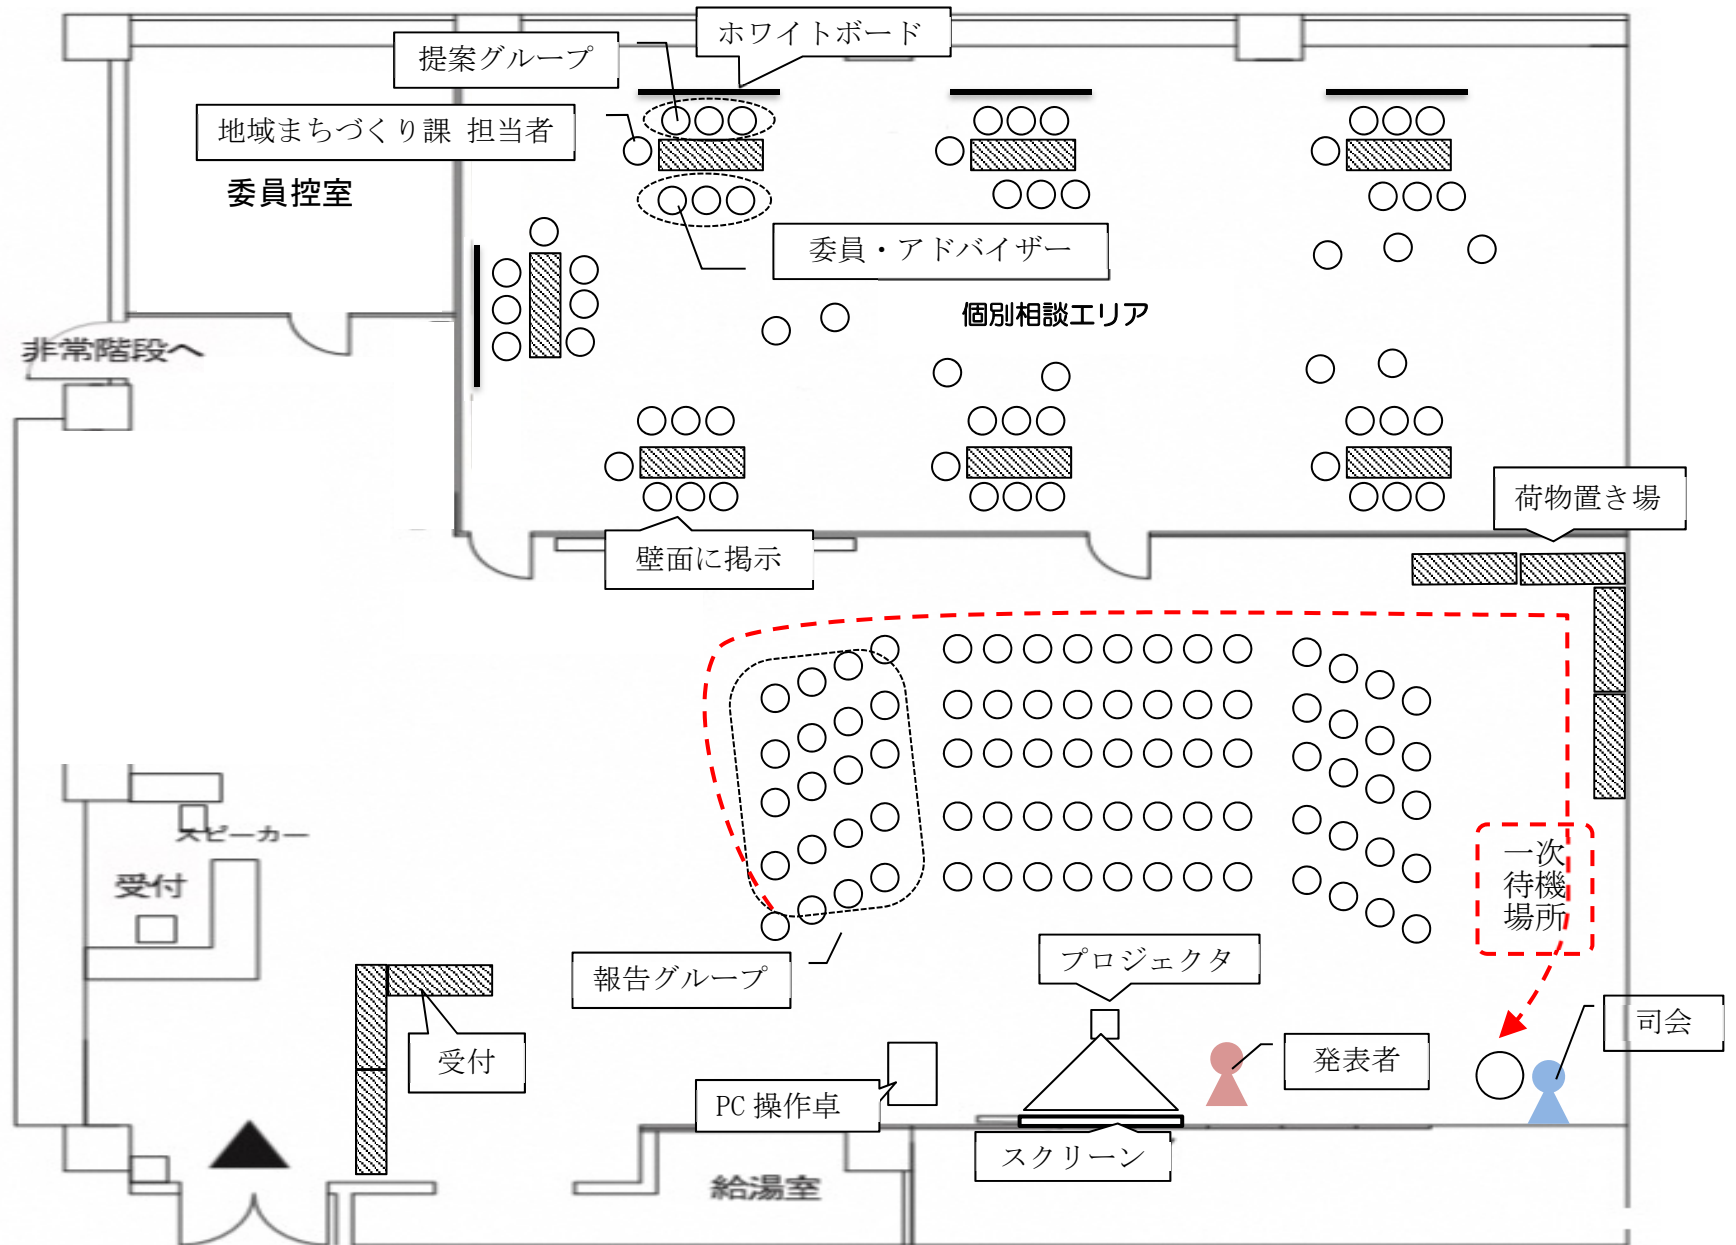 ホワイトボード
提案グループ
地域まちづくり課 担当者
委員控室
委員・アドバイザー
個別相談エリア
非常階段へ
荷物置き場
壁面に掲示
スピーカー
受付
一次
待機
場所
報告グループ
プロジェクタ
司会
受付
発表者
PC 操作卓
スクリーン
給湯室